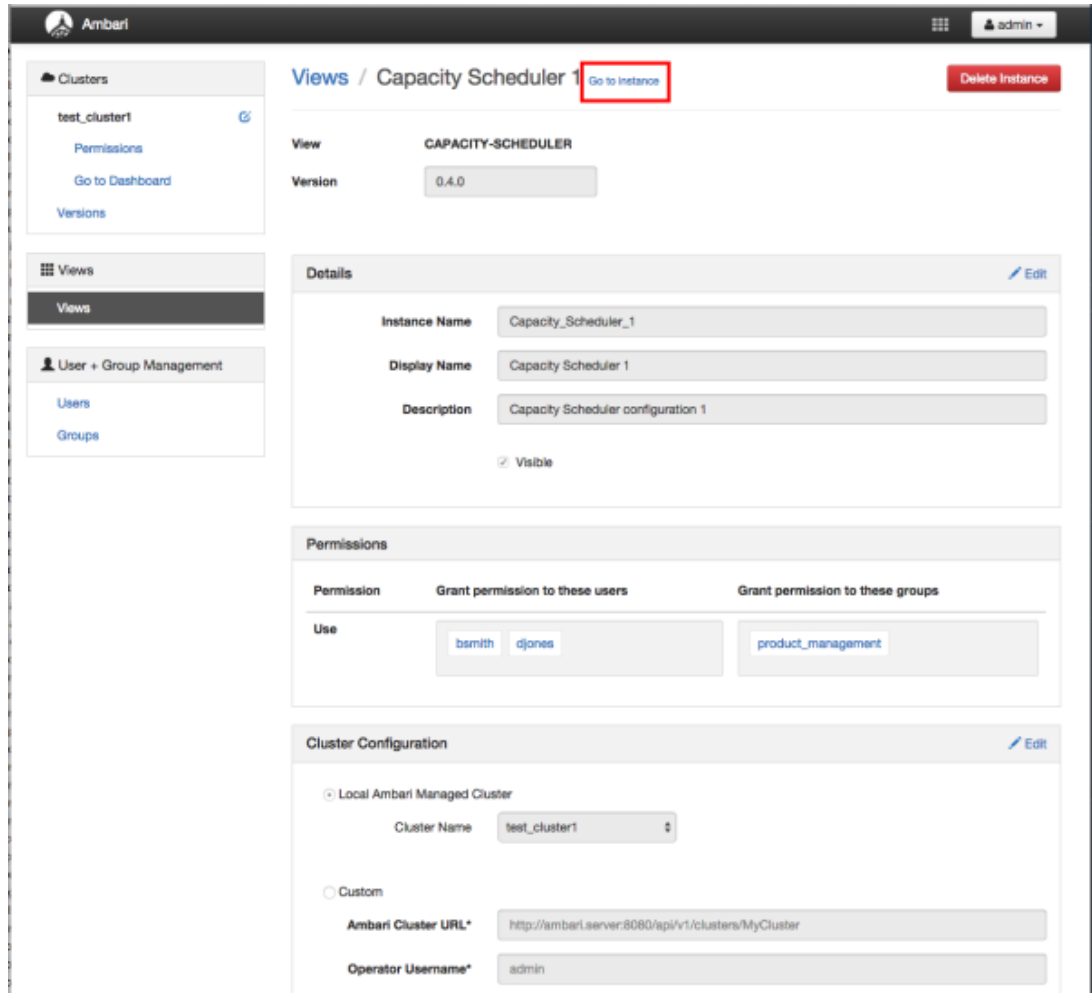 Ambari
admin
Clusters
test_cluster1
Permissions
Go to Dashboard
Versions
Views
Views
User + Group Management
Users
Groups
Views / Capacity Scheduler 1 Go to instance
Delete Instance
View CAPACITY-SCHEDULER
Version 0.4.0
Details Edit
Instance Name Capacity_Scheduler_1
Display Name Capacity Scheduler 1
Description Capacity Scheduler configuration 1
Visible
Permissions
Permission Grant permission to these users Grant permission to these groups
Use bsmith djones product_management
Cluster Configuration Edit
Local Ambari Managed Cluster
Cluster Name test_cluster1
Custom
Ambari Cluster URL* http://ambari.server:8080/api/v1/clusters/MyCluster
Operator Username* admin